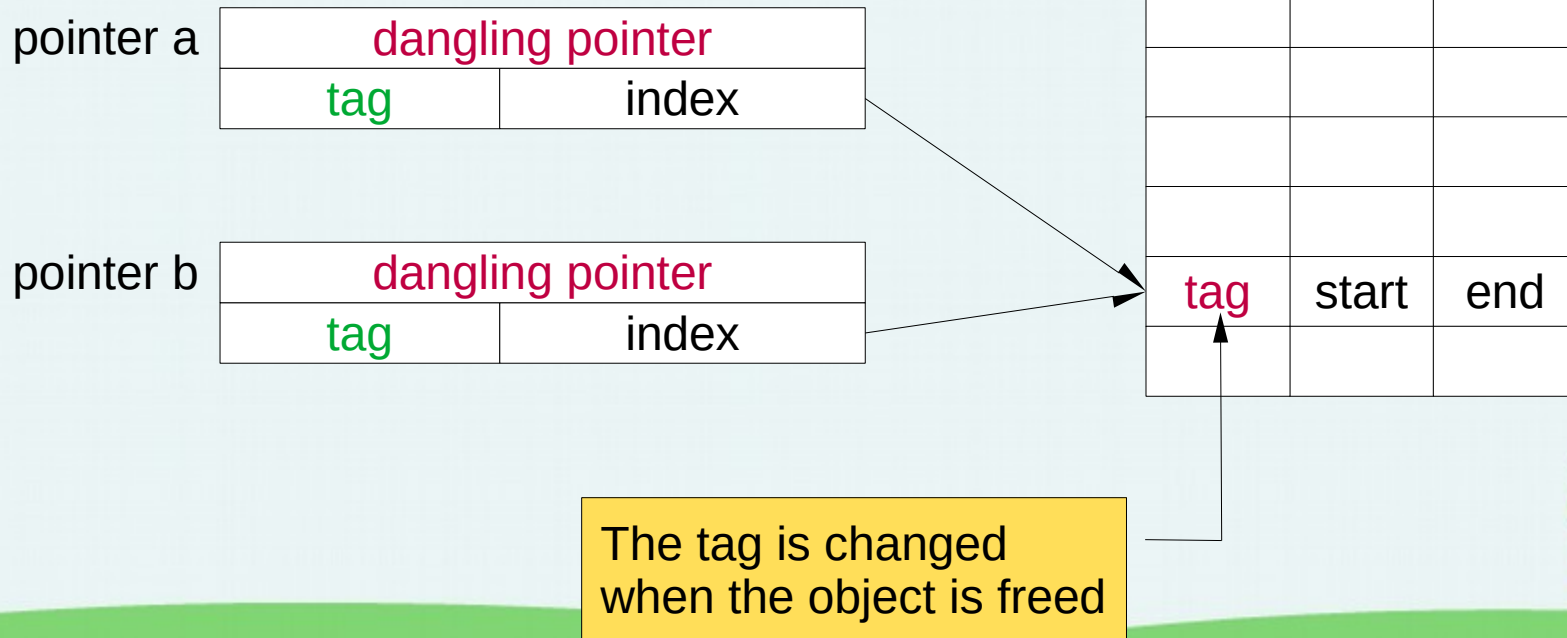 pointer a
dangling pointer
tag index
pointer b
dangling pointer
tag index
tag start end
The tag is changed
when the object is freed